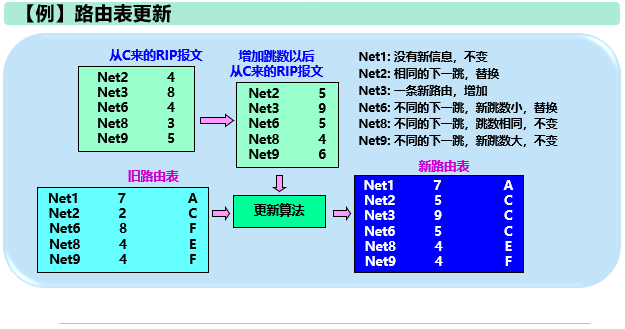 【例】路由表更新
从C来的RIP报文
Net2 4
Net3 8
Net6 4
Net8 3
Net9 5
增加跳数以后
从C来的RIP报文
Net2 5
Net3 9
Net6 5
Net8 4
Net9 6
Net1: 没有新信息，不变
Net2: 相同的下一跳，替换
Net3: 一条新路由，增加
Net6: 不同的下一跳，新跳数小，替换
Net8: 不同的下一跳，跳数相同，不变
Net9: 不同的下一跳，新跳数大，不变
旧路由表
Net1 7 A
Net2 2 C
Net6 8 F
Net8 4 E
Net9 4 F
更新算法
新路由表
Net1 7 A
Net2 5 C
Net3 9 C
Net6 5 C
Net8 4 E
Net9 4 F